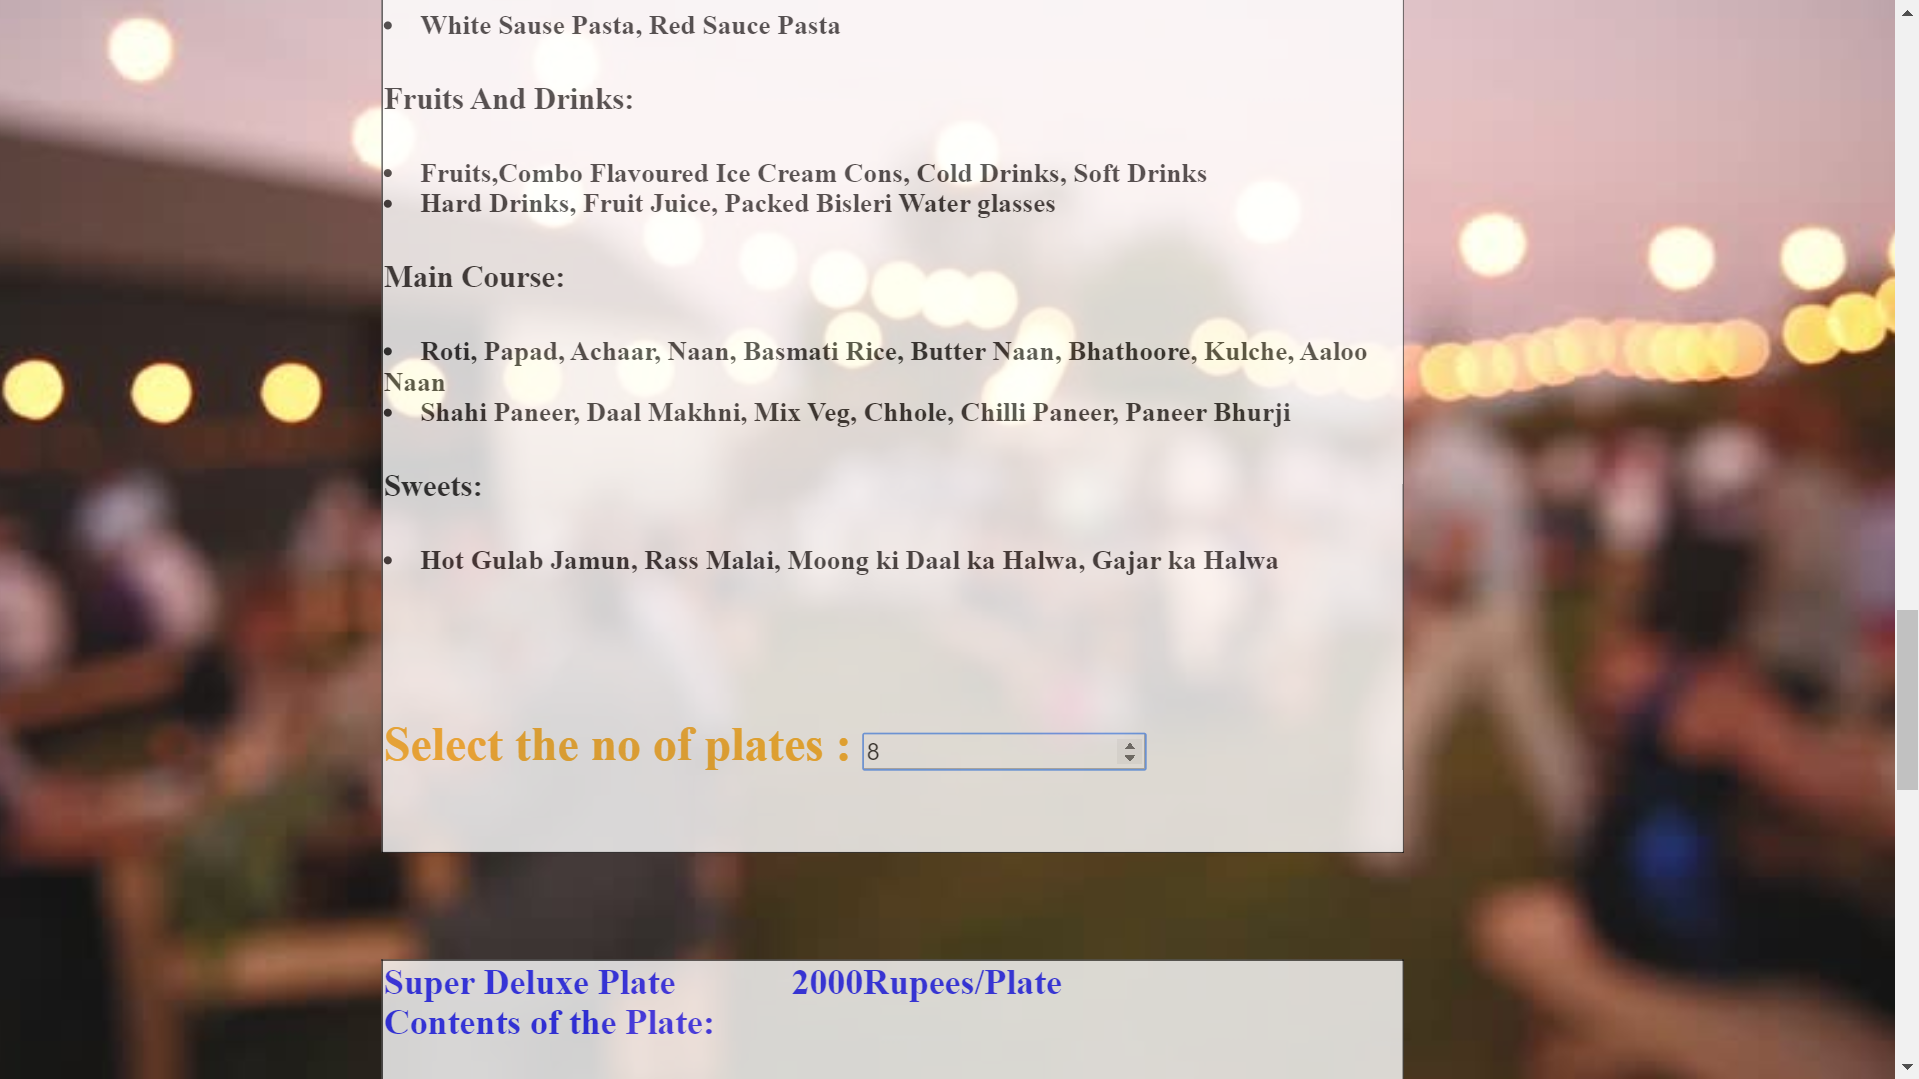 • White Sause Pasta, Red Sauce Pasta
Fruits And Drinks:
• Fruits,Combo Flavoured Ice Cream Cons, Cold Drinks, Soft Drinks
• Hard Drinks, Fruit Juice, Packed Bisleri Water glasses
Main Course:
• Roti, Papad, Achaar, Naan, Basmati Rice, Butter Naan, Bhathoore, Kulche, Aaloo
Naan
• Shahi Paneer, Daal Makhni, Mix Veg, Chhole, Chilli Paneer, Paneer Bhurji
Sweets:
• Hot Gulab Jamun, Rass Malai, Moong ki Daal ka Halwa, Gajar ka Halwa
Select the no of plates : 8
Super Deluxe Plate 2000Rupees/Plate
Contents of the Plate: